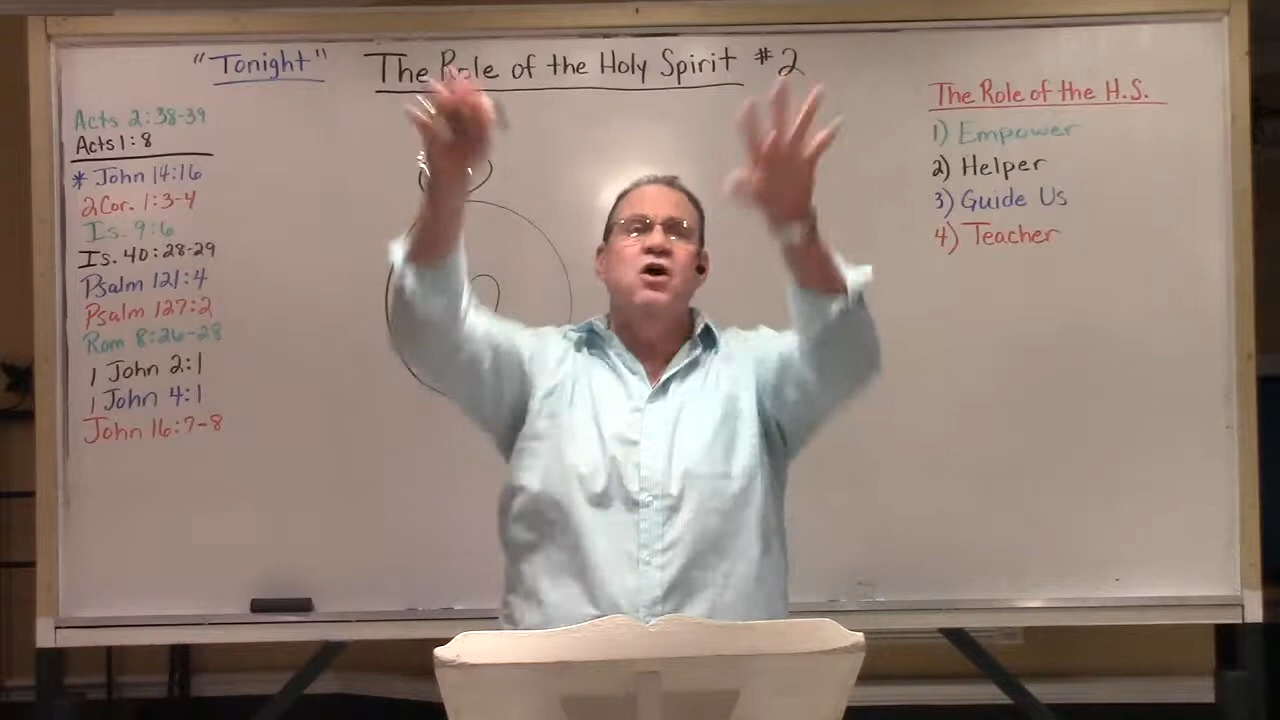 "Tonight" The Role of the Holy Spirit #2
Acts 2:38-39
Acts 1:8
* John 14:16
2 Cor. 1:3-4
Is. 9:6
Is. 40:28-29
Psalm 121:4
Psalm 127:2
Rom 8:26-28
1 John 2:1
1 John 4:1
John 16:7-8
The Role of the H.S.
1) Empower
2) Helper
3) Guide Us
4) Teacher